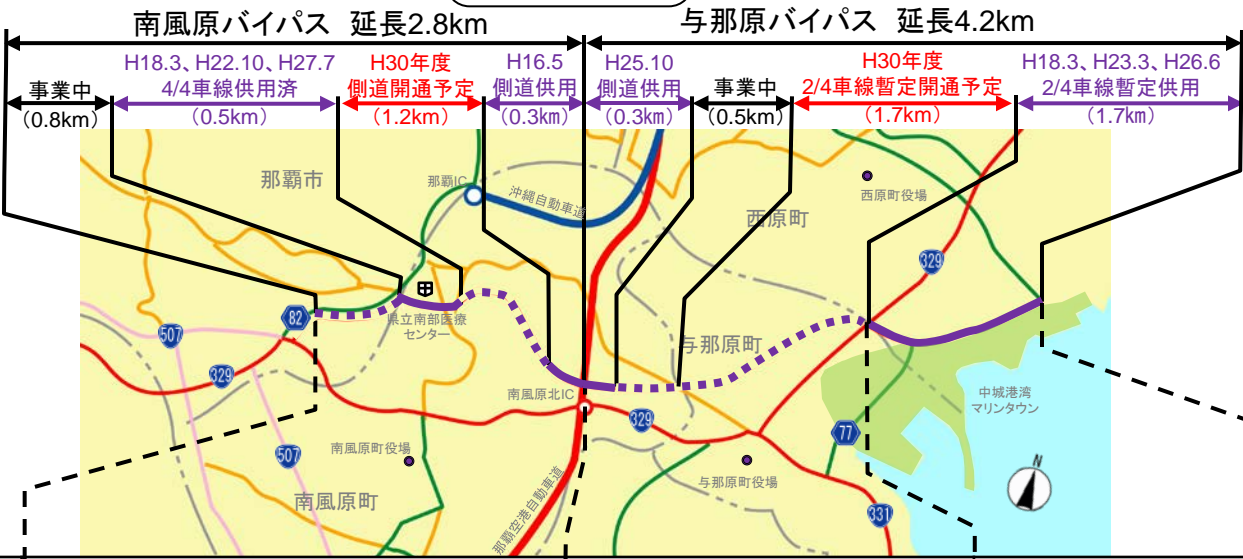 南風原バイパス 延長2.8km
与那原バイパス 延長4.2km
事業中
(0.8km)
H18.3、H22.10、H27.7
4/4車線供用済
(0.5km)
H30年度
側道開通予定
(1.2km)
H16.5
側道供用
(0.3㎞)
H25.10
側道供用
(0.3㎞)
事業中
(0.5km)
H30年度
2/4車線暫定開通予定
(1.7km)
H18.3、H23.3、H26.6
2/4車線暫定供用
(1.7km)
那覇市
那覇IC
沖縄自動車道
西原町
西原町役場
329
82
県立南部医療
センター
507
329
与那原町
南風原北IC
中城港湾
マリンタウン
329
77
507
南風原町役場
与那原町役場
南風原町
那覇空港自動車道
331
N